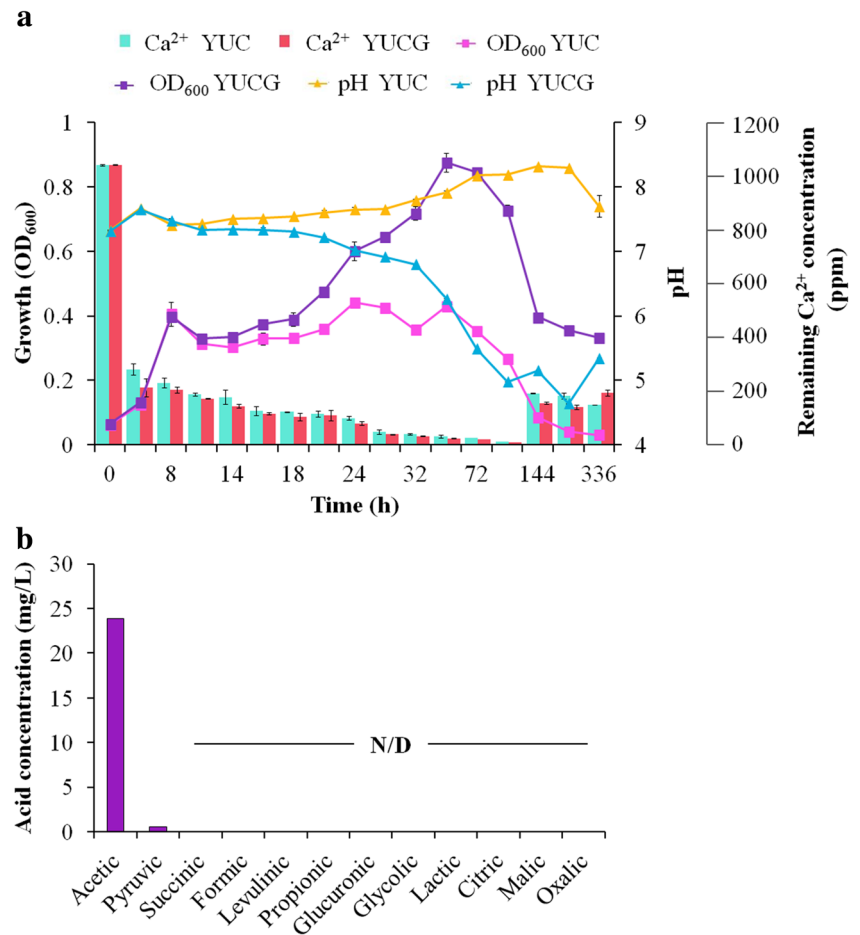 a
Ca²⁺ YUC Ca²⁺ YUCG OD₆₀₀ YUC
OD₆₀₀ YUCG pH YUC pH YUCG
Growth (OD₆₀₀)
1
0.8
0.6
0.4
0.2
0
9
8
7
6
5
4
pH
1200
1000
800
600
400
200
0
Remaining Ca²⁺ concentration
(ppm)
0 8 14 18 24 32 72 144 336
Time (h)
b
Acid concentration (mg/L)
30
25
20
15
10
5
0
N/D
Acetic
Pyruvic
Succinic
Formic
Levulinic
Propionic
Glucuronic
Glycolic
Lactic
Citric
Malic
Oxalic